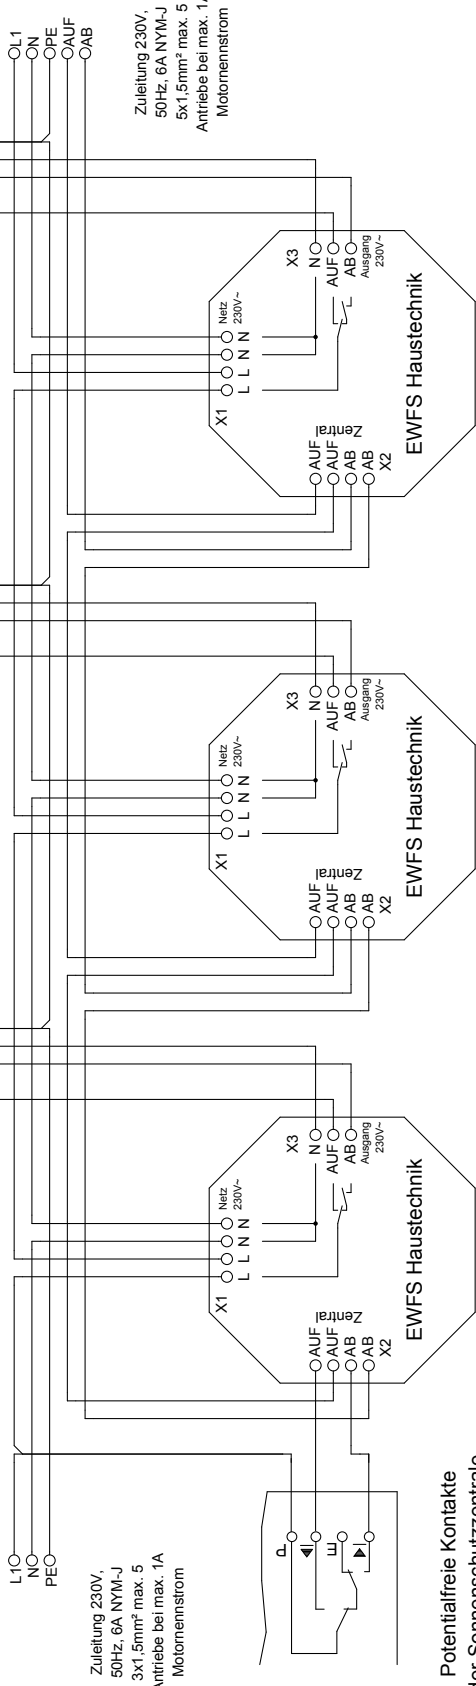 L1
N
PE
Zuleitung 230V,
50Hz, 6A NYM-J
3x1,5mm² max. 5
Antriebe bei max. 1A
Motornennstrom
P
E
Potentialfreie Kontakte
der Sonnenschutzzentrale
X1
L L N N
Netz
230V~
X3
N
AUF
AB
Ausgang
230V~
AUF
AUF
AB
AB
X2
Zentral
EWFS Haustechnik
X1
L L N N
Netz
230V~
X3
N
AUF
AB
Ausgang
230V~
AUF
AUF
AB
AB
X2
Zentral
EWFS Haustechnik
X1
L L N N
Netz
230V~
X3
N
AUF
AB
Ausgang
230V~
AUF
AUF
AB
AB
X2
Zentral
EWFS Haustechnik
L1
N
PE
AUF
AB
Zuleitung 230V,
50Hz, 6A NYM-J
5x1,5mm² max. 5
Antriebe bei max. 1A
Motornennstrom